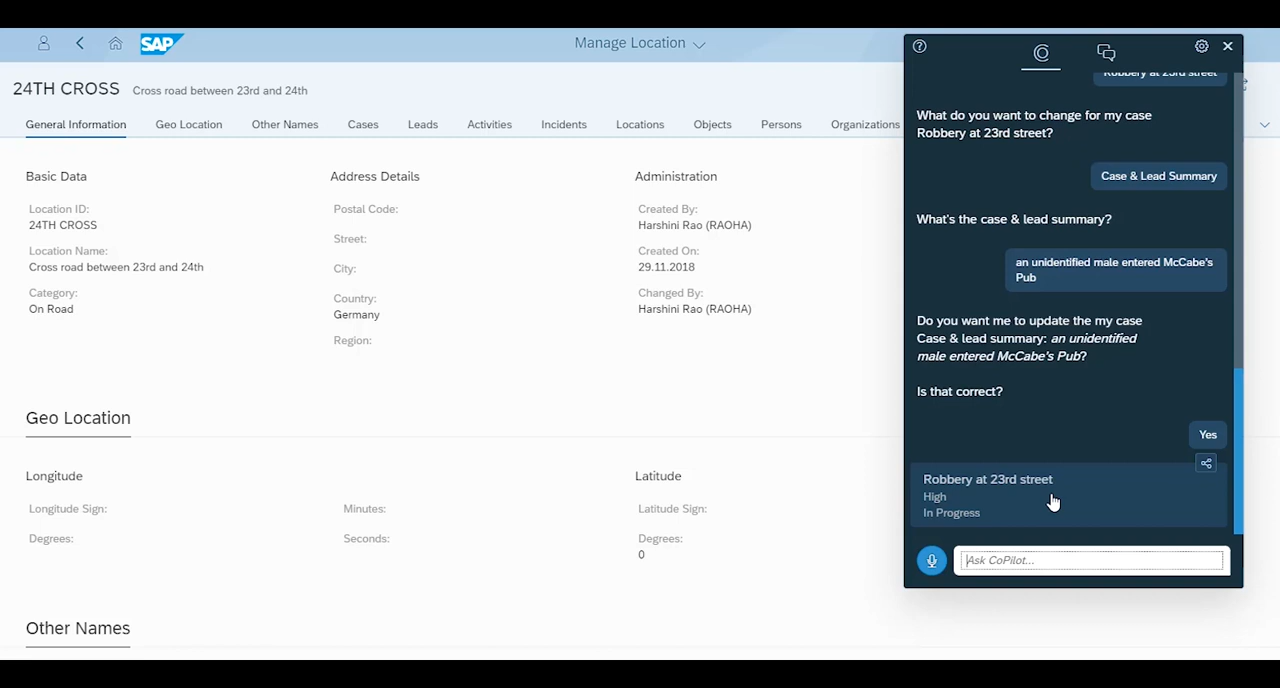 SAP
Manage Location
24TH CROSS Cross road between 23rd and 24th
General Information Geo Location Other Names Cases Leads Activities Incidents Locations Objects Persons Organizations
Basic Data
Location ID:
24TH CROSS
Location Name:
Cross road between 23rd and 24th
Category:
On Road
Address Details
Postal Code:
Street:
City:
Country:
Germany
Region:
Administration
Created By:
Harshini Rao (RAOHA)
Created On:
29.11.2018
Changed By:
Harshini Rao (RAOHA)
Geo Location
Longitude
Longitude Sign:
Degrees:
Minutes:
Seconds:
Latitude
Latitude Sign:
Degrees:
0
Other Names
Robbery at 23rd street
What do you want to change for my case
Robbery at 23rd street?
Case & Lead Summary
What's the case & lead summary?
an unidentified male entered McCabe's
Pub
Do you want me to update the my case
Case & lead summary: an unidentified
male entered McCabe's Pub?
Is that correct?
Yes
Robbery at 23rd street
High
In Progress
Ask CoPilot...